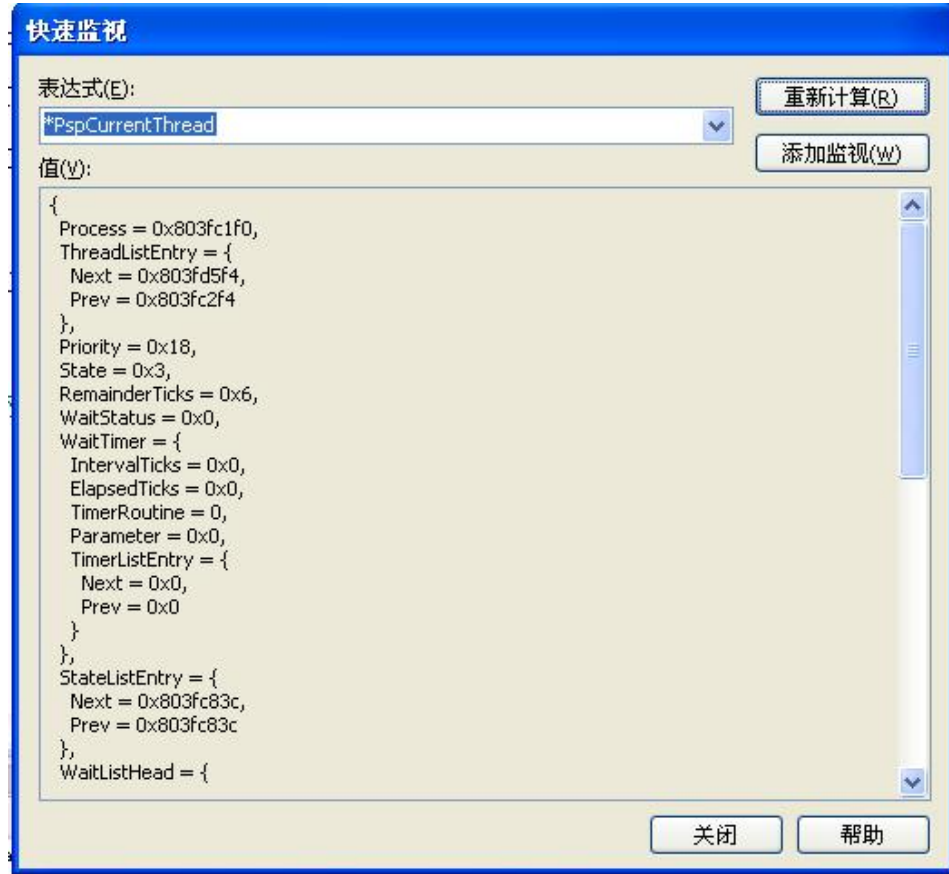 快速监视
表达式(E):
*PspCurrentThread
重新计算(R)
添加监视(W)
值(V):
{
Process = 0x803fc1f0,
ThreadListEntry = {
Next = 0x803fd5f4,
Prev = 0x803fc2f4
},
Priority = 0x18,
State = 0x3,
RemainderTicks = 0x6,
WaitStatus = 0x0,
WaitTimer = {
IntervalTicks = 0x0,
ElapsedTicks = 0x0,
TimerRoutine = 0,
Parameter = 0x0,
TimerListEntry = {
Next = 0x0,
Prev = 0x0
}
},
StateListEntry = {
Next = 0x803fc83c,
Prev = 0x803fc83c
},
WaitListHead = {
关闭
帮助